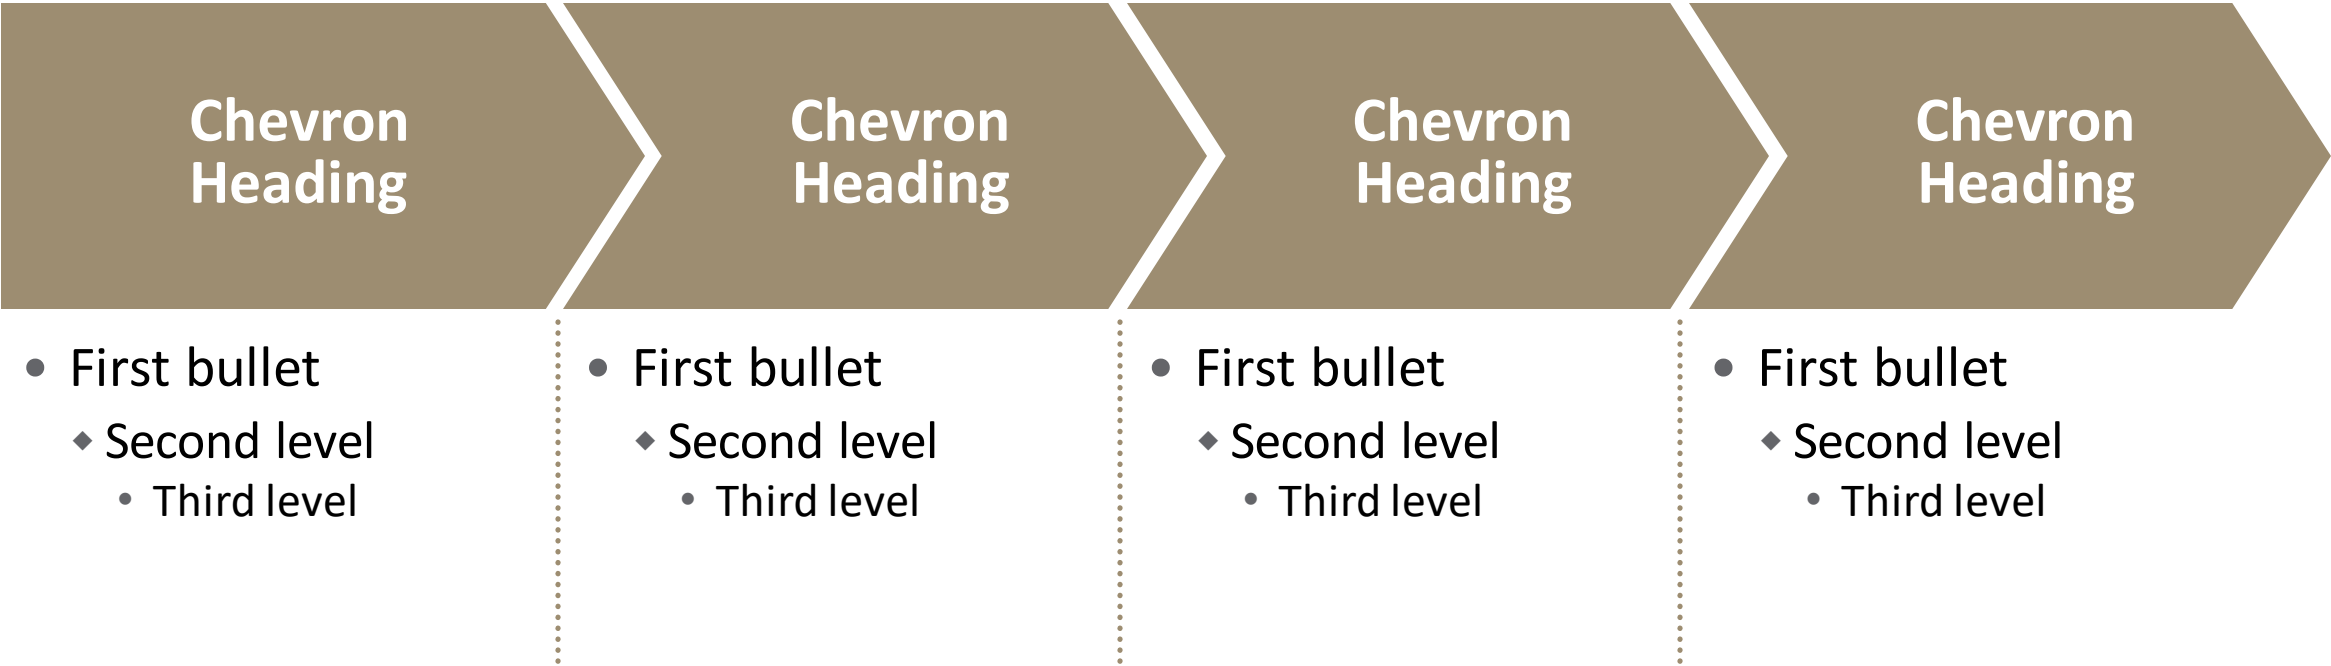 Chevron
Heading
Chevron
Heading
Chevron
Heading
Chevron
Heading
• First bullet
◆ Second level
• Third level
• First bullet
◆ Second level
• Third level
• First bullet
◆ Second level
• Third level
• First bullet
◆ Second level
• Third level